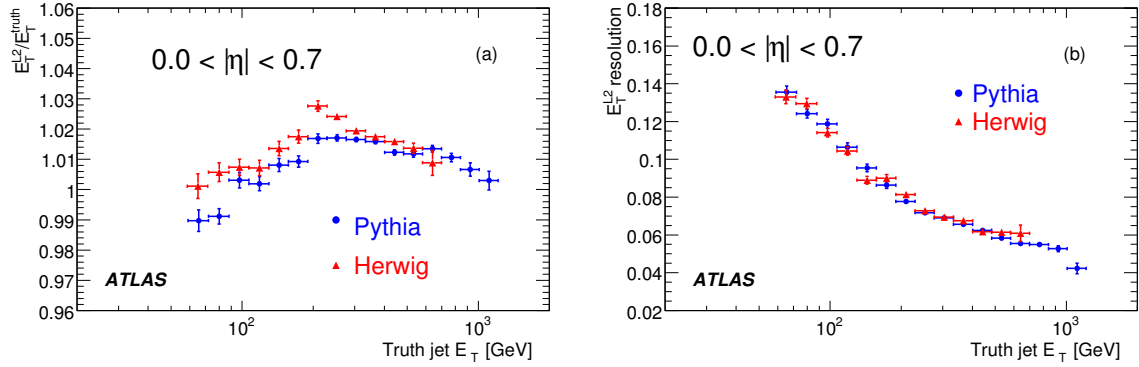 E_T^{L2}/E_T^{truth}
1.06
1.05
1.04
1.03
1.02
1.01
1
0.99
0.98
0.97
0.96
0.0 < |η| < 0.7
(a)
Pythia
Herwig
ATLAS
10^2
10^3
Truth jet E_T [GeV]
E_T^{L2} resolution
0.18
0.16
0.14
0.12
0.1
0.08
0.06
0.04
0.02
0
0.0 < |η| < 0.7
(b)
Pythia
Herwig
ATLAS
10^2
10^3
Truth jet E_T [GeV]